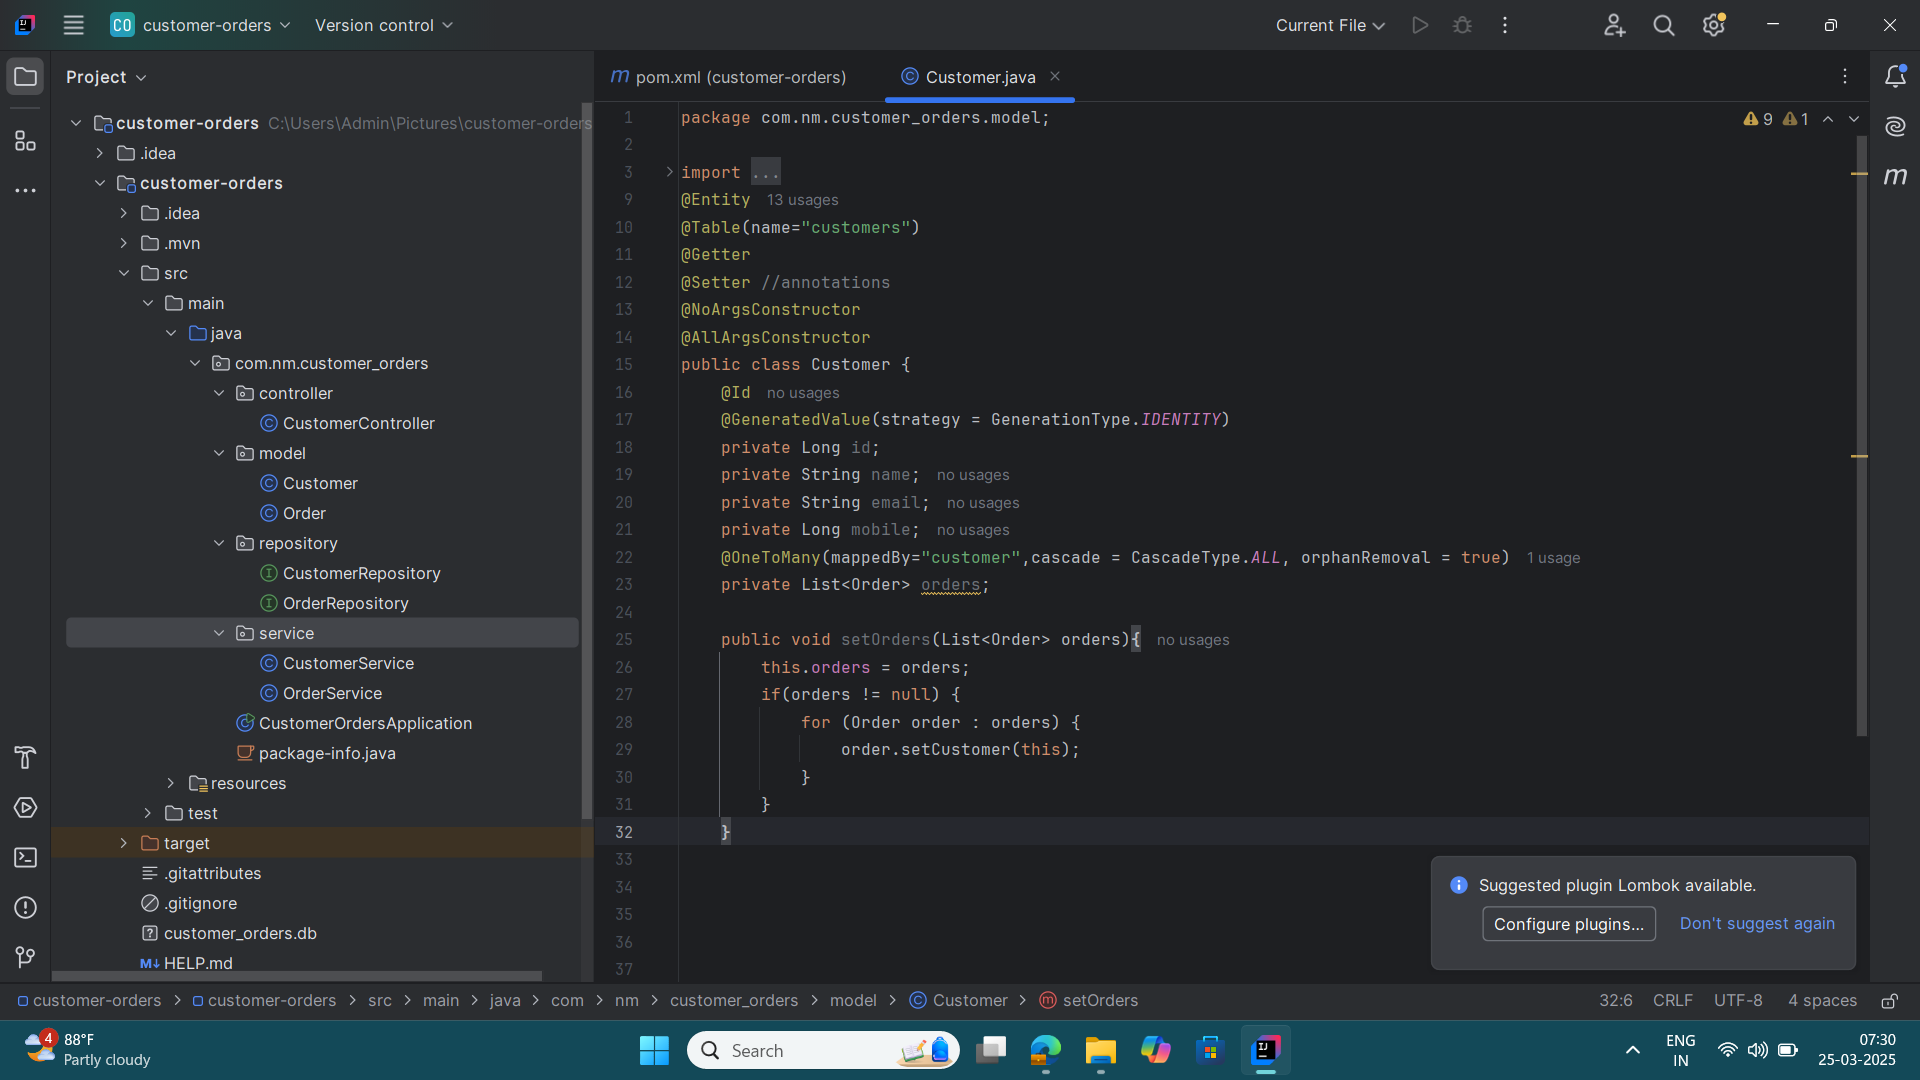 CO customer-orders Version control Current File
Project
customer-orders C:\Users\Admin\Pictures\customer-orders
.idea
customer-orders
.idea
.mvn
src
main
java
com.nm.customer_orders
controller
CustomerController
model
Customer
Order
repository
CustomerRepository
OrderRepository
service
CustomerService
OrderService
CustomerOrdersApplication
package-info.java
resources
test
target
.gitattributes
.gitignore
customer_orders.db
M↓ HELP.md
m pom.xml (customer-orders) Customer.java
9 1
1 package com.nm.customer_orders.model;
2
3 import ...
9 @Entity 13 usages
10 @Table(name="customers")
11 @Getter
12 @Setter //annotations
13 @NoArgsConstructor
14 @AllArgsConstructor
15 public class Customer {
16 @Id no usages
17 @GeneratedValue(strategy = GenerationType.IDENTITY)
18 private Long id;
19 private String name; no usages
20 private String email; no usages
21 private Long mobile; no usages
22 @OneToMany(mappedBy="customer",cascade = CascadeType.ALL, orphanRemoval = true) 1 usage
23 private List<Order> orders;
24
25 public void setOrders(List<Order> orders){ no usages
26 this.orders = orders;
27 if(orders != null) {
28 for (Order order : orders) {
29 order.setCustomer(this);
30 }
31 }
32 }
33
34
35
36
37
m
Suggested plugin Lombok available.
Configure plugins... Don't suggest again
customer-orders > customer-orders > src > main > java > com > nm > customer_orders > model > Customer > setOrders 32:6 CRLF UTF-8 4 spaces
4 88°F
Partly cloudy
Search
ENG
IN
07:30
25-03-2025